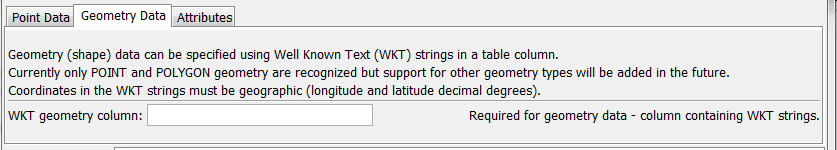 Point Data Geometry Data Attributes
Geometry (shape) data can be specified using Well Known Text (WKT) strings in a table column.
Currently only POINT and POLYGON geometry are recognized but support for other geometry types will be added in the future.
Coordinates in the WKT strings must be geographic (longitude and latitude decimal degrees).
WKT geometry column: Required for geometry data - column containing WKT strings.